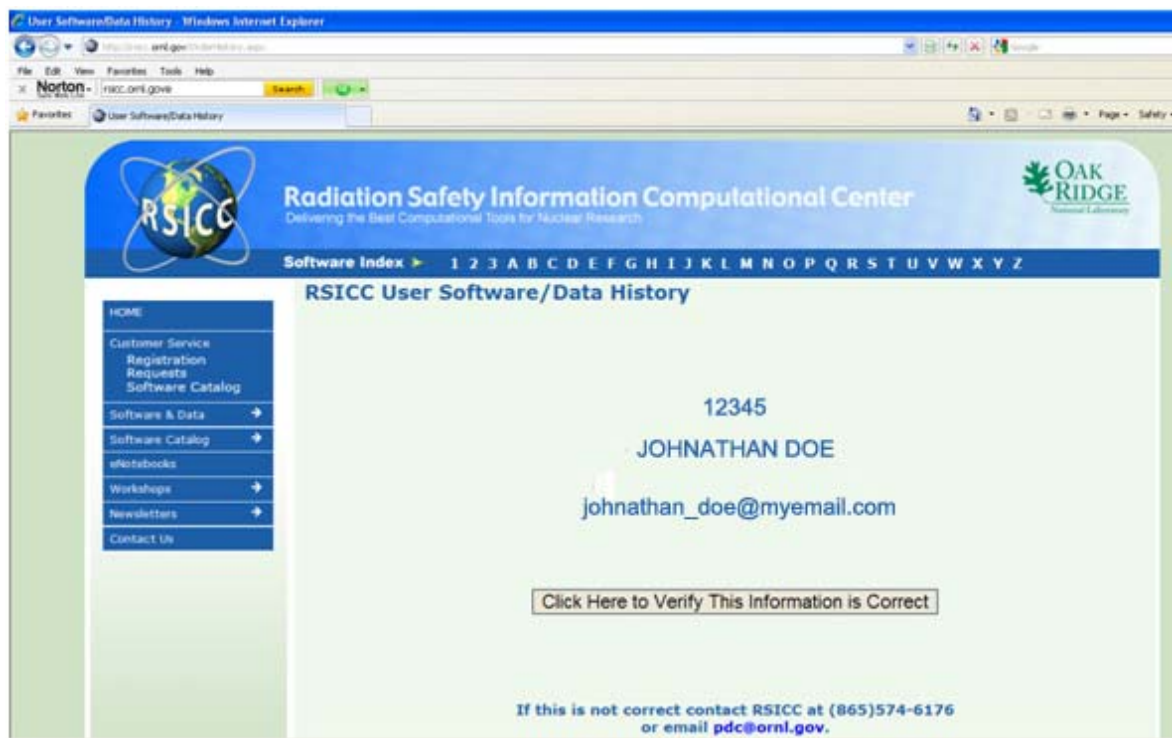 User Software/Data History - Windows Internet Explorer
ornl.gov
File Edit View Favorites Tools Help
x Norton rsicc.ornl.gove Search
Favorites User Software/Data History Page Safety
RSICC
Radiation Safety Information Computational Center
Delivering the Best Computational Tools for Nuclear Research
OAK
RIDGE
National Laboratory
Software Index 1 2 3 A B C D E F G H I J K L M N O P Q R S T U V W X Y Z
RSICC User Software/Data History
HOME
Customer Service
Registration
Requests
Software Catalog
Software & Data
Software Catalog
eNotebooks
Workshops
Newsletters
Contact Us
12345
JOHNATHAN DOE
johnathan_doe@myemail.com
Click Here to Verify This Information is Correct
If this is not correct contact RSICC at (865)574-6176
or email pdc@ornl.gov.